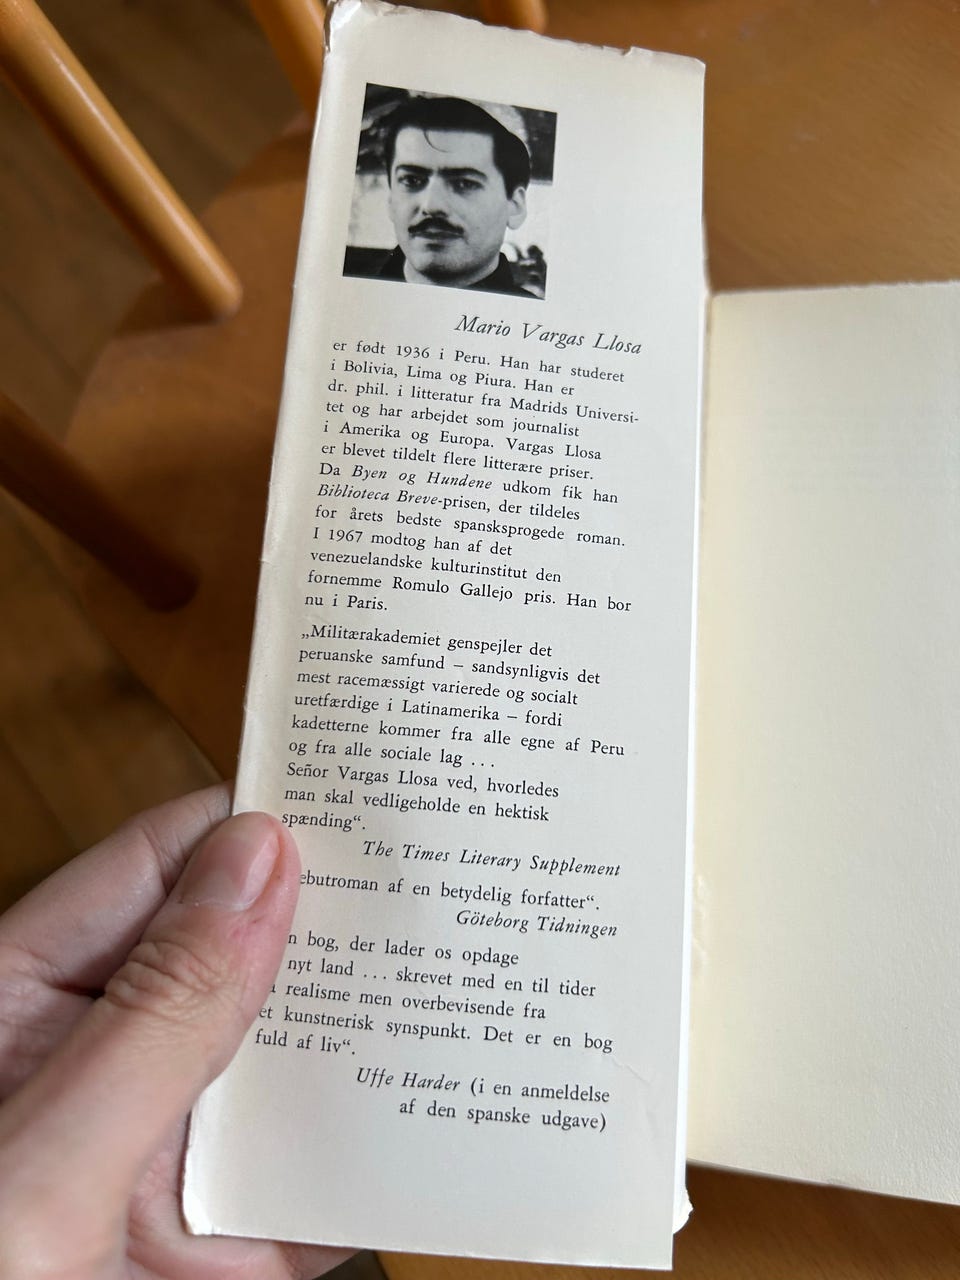 Mario Vargas Llosa
er født 1936 i Peru. Han har studeret
i Bolivia, Lima og Piura. Han er
dr. phil. i litteratur fra Madrids Universi-
tet og har arbejdet som journalist
i Amerika og Europa. Vargas Llosa
er blevet tildelt flere litterære priser.
Da Byen og Hundene udkom fik han
Biblioteca Breve-prisen, der tildeles
for årets bedste spansksprogede roman.
I 1967 modtog han af det
venezuelandske kulturinstitut den
fornemme Romulo Gallejo pris. Han bor
nu i Paris.
„Militærakademiet genspejler det
peruanske samfund – sandsynligvis det
mest racemæssigt varierede og socialt
uretfærdige i Latinamerika – fordi
kadetterne kommer fra alle egne af Peru
og fra alle sociale lag . . .
Señor Vargas Llosa ved, hvorledes
man skal vedligeholde en hektisk
spænding“.
The Times Literary Supplement
ebutroman af en betydelig forfatter“.
Göteborg Tidningen
n bog, der lader os opdage
nyt land . . . skrevet med en til tider
realisme men overbevisende fra
et kunstnerisk synspunkt. Det er en bog
fuld af liv“.
Uffe Harder (i en anmeldelse
af den spanske udgave)